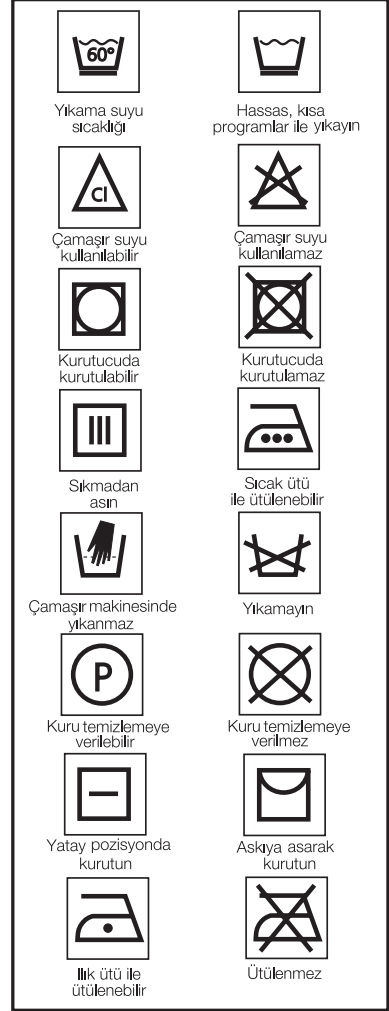 60°
Yıkama suyu
sıcaklığı
Hassas, kısa
programlar ile yıkayın
Cl
Çamaşır suyu
kullanılabilir
Çamaşır suyu
kullanılamaz
Kurutucuda
kurutulabilir
Kurutucuda
kurutulamaz
Sıkmadan
asın
Sıcak ütü
ile ütülenebilir
Çamaşır makinesinde
yıkanmaz
Yıkamayın
P
Kuru temizlemeye
verilebilir
Kuru temizlemeye
verilmez
Yatay pozisyonda
kurutun
Askıya asarak
kurutun
Ilık ütü ile
ütülenebilir
Ütülenmez